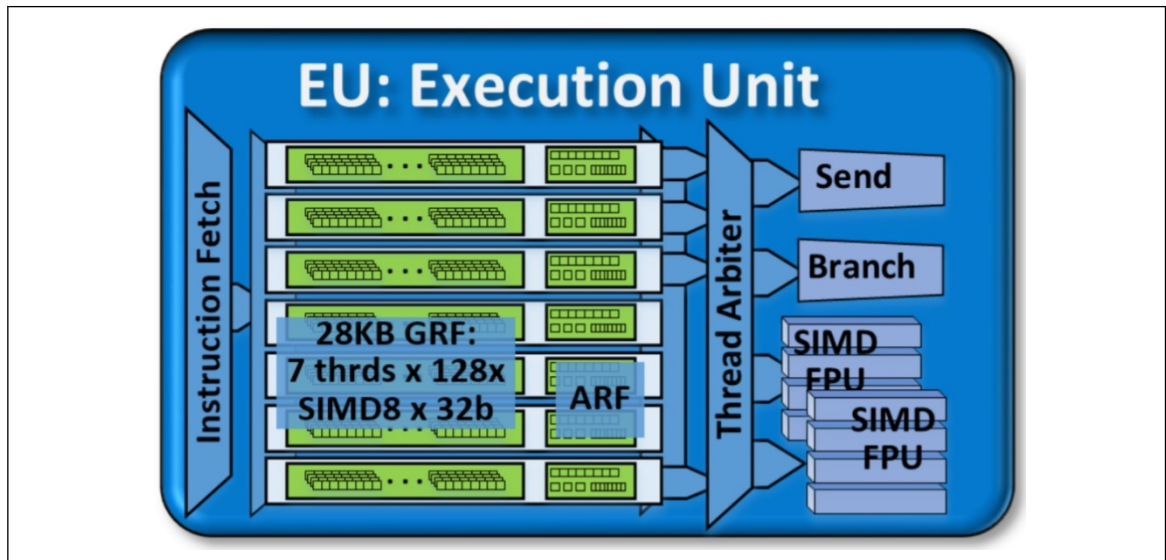 EU: Execution Unit
Instruction Fetch
28KB GRF:
7 thrds x 128x
SIMD8 x 32b
ARF
Thread Arbiter
Send
Branch
SIMD
FPU
SIMD
FPU